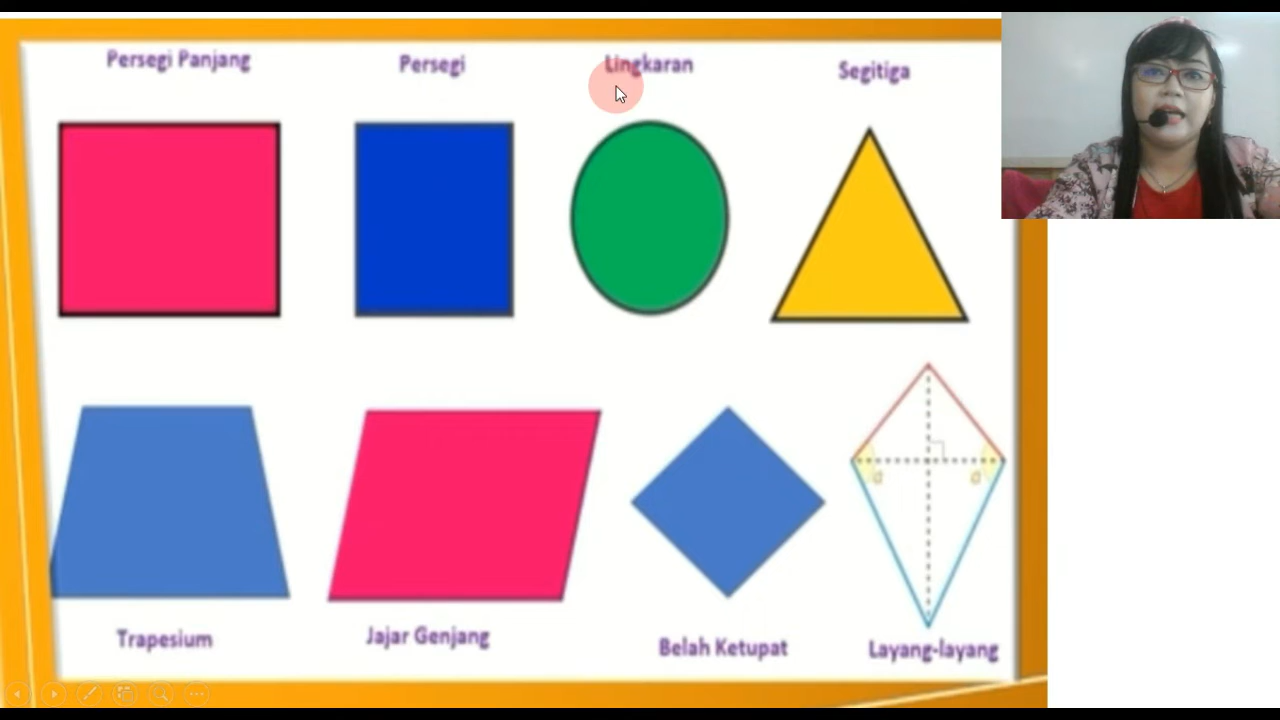 Persegi Panjang
Persegi
Lingkaran
Segitiga
a
a
Trapesium
Jajar Genjang
Belah Ketupat
Layang-layang